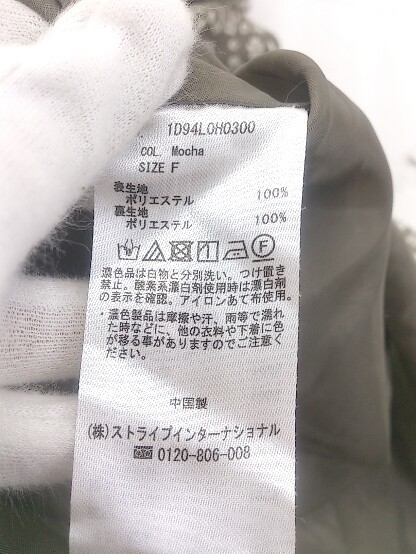 1D94L0H0300
COL. Mocha
SIZE F
表生地
ポリエステル 100%
裏生地
ポリエステル 100%
濃色品は白物と分別洗い。つけ置き
禁止。酸素系漂白剤使用時は漂白剤
の表示を確認。アイロンあて布使用。
・濃色製品は摩擦や汗、雨等で濡れ
た時などに、他の衣料や下着に色
が移る事がありますのでご注意く
ださい。
中国製
(株)ストライプインターナショナル
0120-806-008